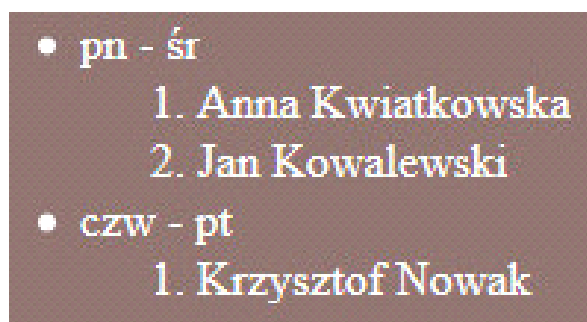 • pn - śr
1. Anna Kwiatkowska
2. Jan Kowalewski
• czw - pt
1. Krzysztof Nowak